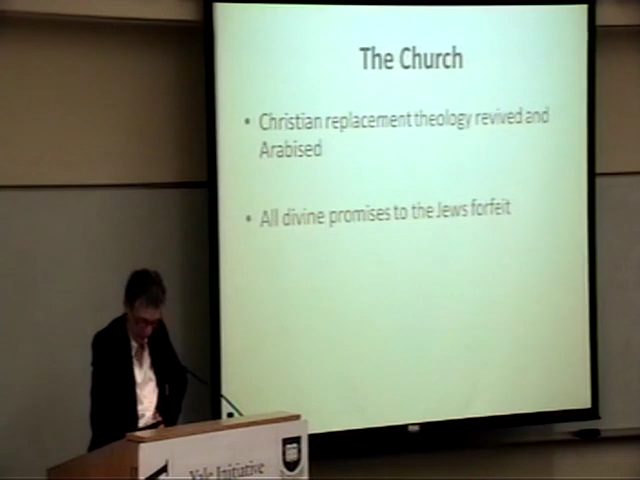 The Church
• Christian replacement theology revived and
Arabised
• All divine promises to the Jews forfeit
Yale Initiative